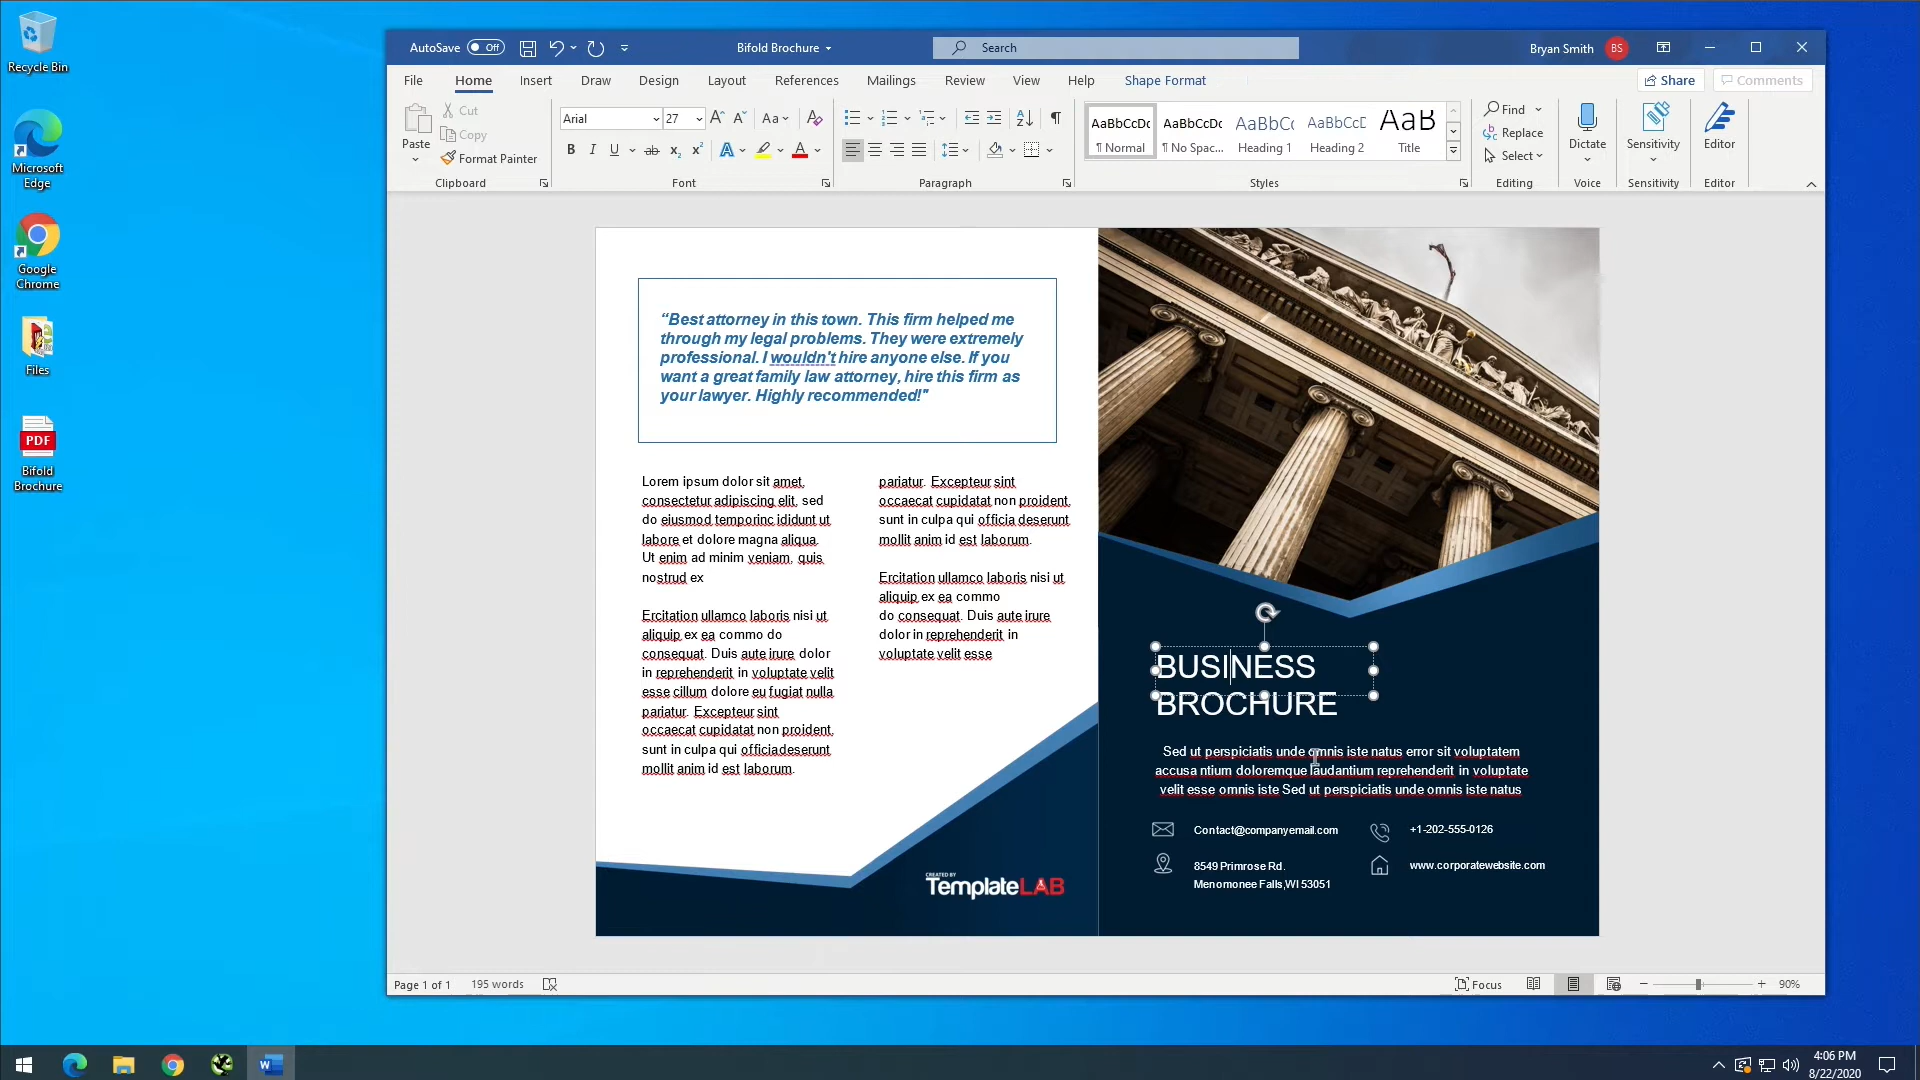 Recycle Bin
Microsoft
Edge
Google
Chrome
Files
PDF
Bifold
Brochure
AutoSave Off
Bifold Brochure
Search
Bryan Smith BS
File Home Insert Draw Design Layout References Mailings Review View Help Shape Format
Share Comments
Paste
Cut
Copy
Format Painter
Clipboard
Arial 27
Aa
B I U ab x₂ x² A A
Font
Paragraph
AaBbCcDc AaBbCcDc AaBbCc AaBbCcD AaB
¶ Normal ¶ No Spac... Heading 1 Heading 2 Title
Styles
Find
Replace
Select
Editing
Dictate
Voice
Sensitivity
Sensitivity
Editor
Editor
“Best attorney in this town. This firm helped me
through my legal problems. They were extremely
professional. I wouldn't hire anyone else. If you
want a great family law attorney, hire this firm as
your lawyer. Highly recommended!"
Lorem ipsum dolor sit amet,
consectetur adipiscing elit, sed
do eiusmod temporinc ididunt ut
labore et dolore magna aliqua.
Ut enim ad minim veniam, quis
nostrud ex
Ercitation ullamco laboris nisi ut
aliquip ex ea commo do
consequat. Duis aute irure dolor
in reprehenderit in voluptate velit
esse cillum dolore eu fugiat nulla
pariatur. Excepteur sint
occaecat cupidatat non proident,
sunt in culpa qui officiadeserunt
mollit anim id est laborum.
pariatur. Excepteur sint
occaecat cupidatat non proident,
sunt in culpa qui officia deserunt
mollit anim id est laborum.
Ercitation ullamco laboris nisi ut
aliquip ex ea commo
do consequat. Duis aute irure
dolor in reprehenderit in
voluptate velit esse
CREATED BY
TemplateLAB
BUSINESS
BROCHURE
Sed ut perspiciatis unde omnis iste natus error sit voluptatem
accusa ntium doloremque laudantium reprehenderit in voluptate
velit esse omnis iste Sed ut perspiciatis unde omnis iste natus
Contact@companyemail.com
+1-202-555-0126
8549 Primrose Rd.
Menomonee Falls,WI 53051
www.corporatewebsite.com
Page 1 of 1 195 words
Focus
90%
4:06 PM
8/22/2020